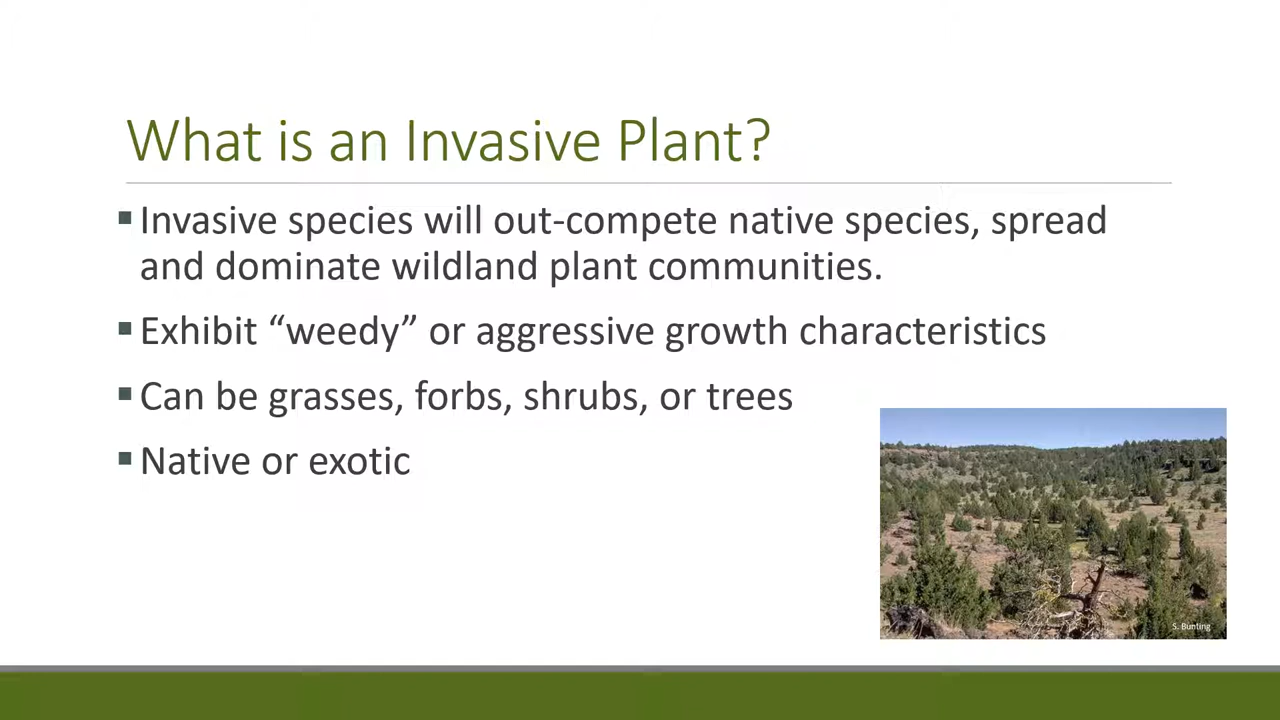 What is an Invasive Plant?
▪ Invasive species will out-compete native species, spread
and dominate wildland plant communities.
▪ Exhibit “weedy” or aggressive growth characteristics
▪ Can be grasses, forbs, shrubs, or trees
▪ Native or exotic
S. Bunting